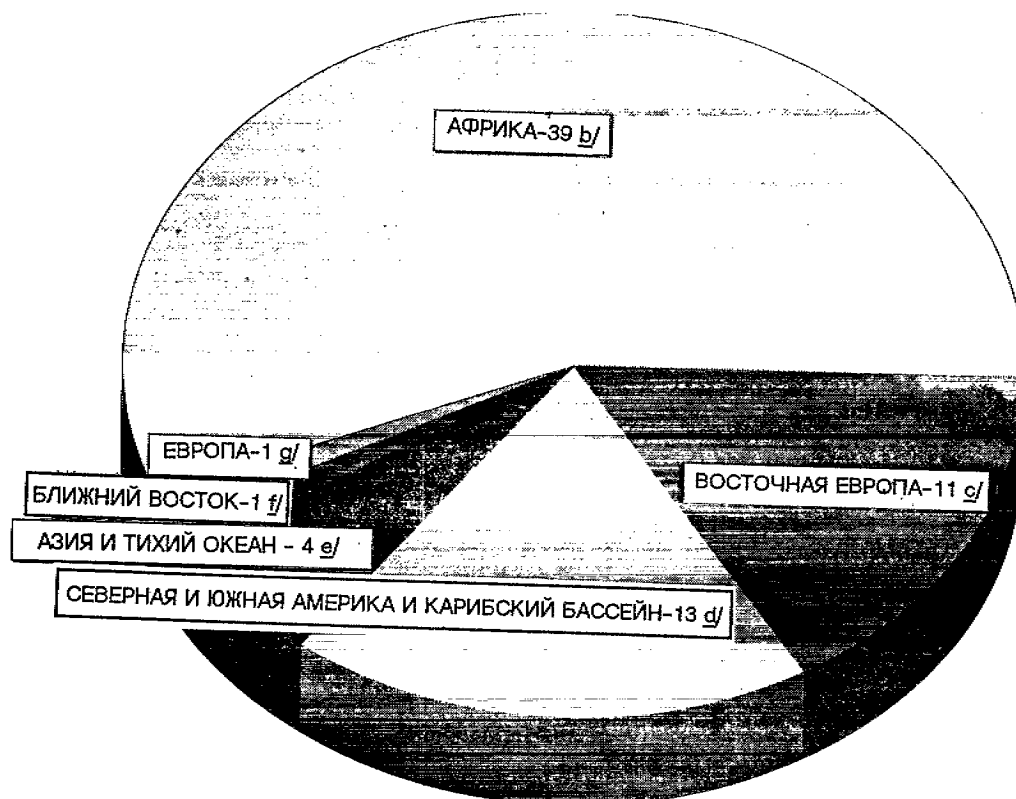 АФРИКА-39 b/
ЕВРОПА-1 g/
БЛИЖНИЙ ВОСТОК-1 f/
ВОСТОЧНАЯ ЕВРОПА-11 c/
АЗИЯ И ТИХИЙ ОКЕАН - 4 e/
СЕВЕРНАЯ И ЮЖНАЯ АМЕРИКА И КАРИБСКИЙ БАССЕЙН-13 d/